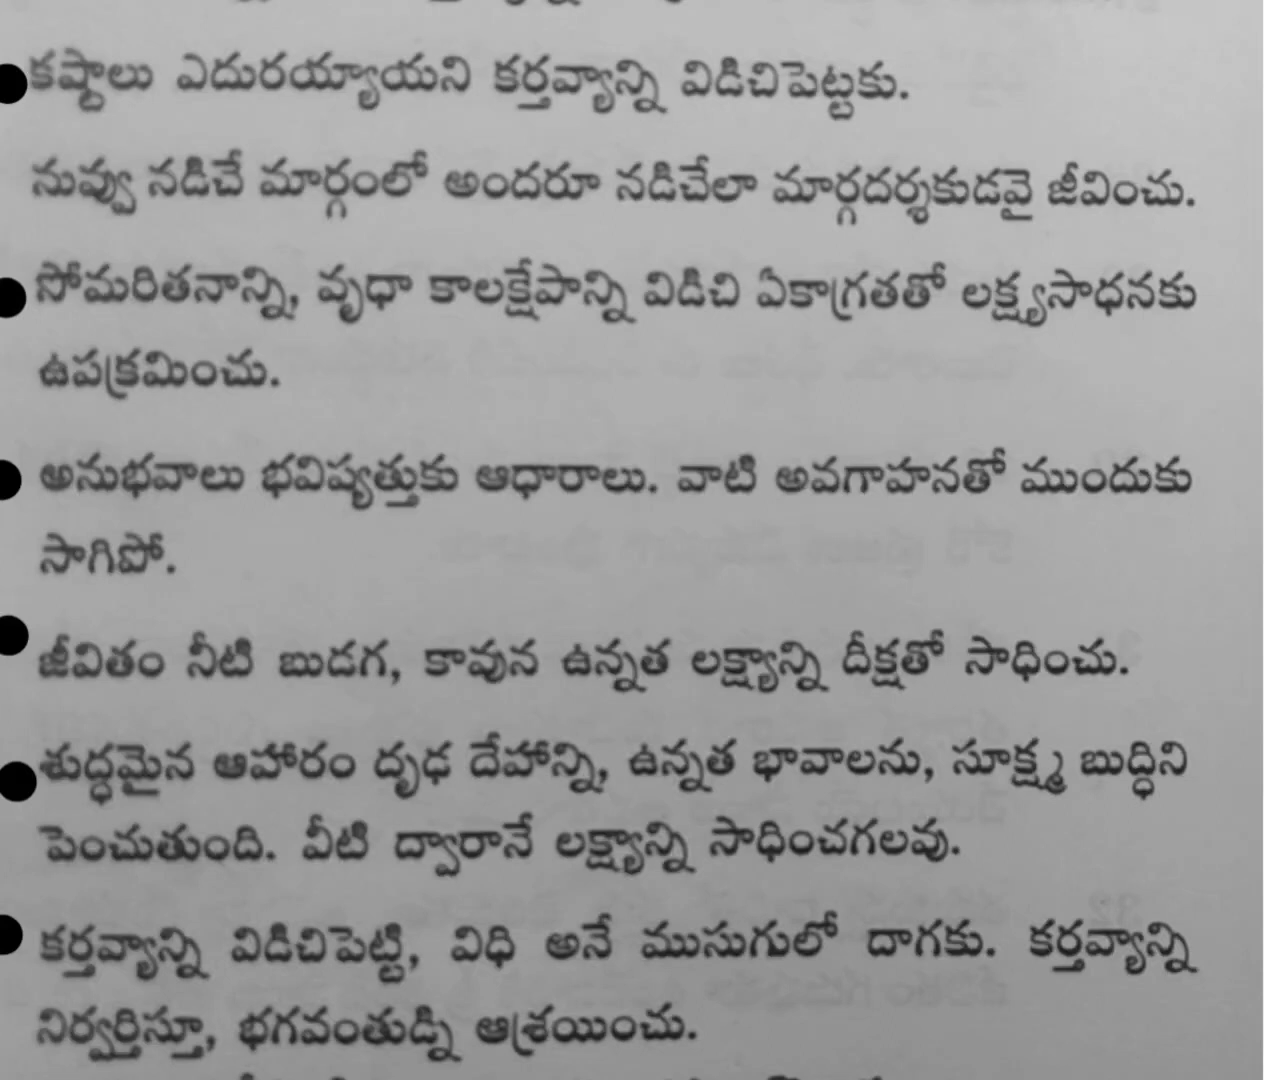 కష్టాలు ఎదురయ్యాయని కర్తవ్యాన్ని విడిచిపెట్టకు.
నువ్వు నడిచే మార్గంలో అందరూ నడిచేలా మార్గదర్శకుడవై జీవించు.
సోమరితనాన్ని, వృధా కాలక్షేపాన్ని విడిచి ఏకాగ్రతతో లక్ష్యసాధనకు
ఉపక్రమించు.
అనుభవాలు భవిష్యత్తుకు ఆధారాలు. వాటి అవగాహనతో ముందుకు
సాగిపో.
జీవితం నీటి బుడగ, కావున ఉన్నత లక్ష్యాన్ని దీక్షతో సాధించు.
శుద్ధమైన ఆహారం దృఢ దేహాన్ని, ఉన్నత భావాలను, సూక్ష్మ బుద్ధిని
పెంచుతుంది. వీటి ద్వారానే లక్ష్యాన్ని సాధించగలవు.
కర్తవ్యాన్ని విడిచిపెట్టి, విధి అనే ముసుగులో దాగకు. కర్తవ్యాన్ని
నిర్వర్తిస్తూ, భగవంతుడ్ని ఆశ్రయించు.